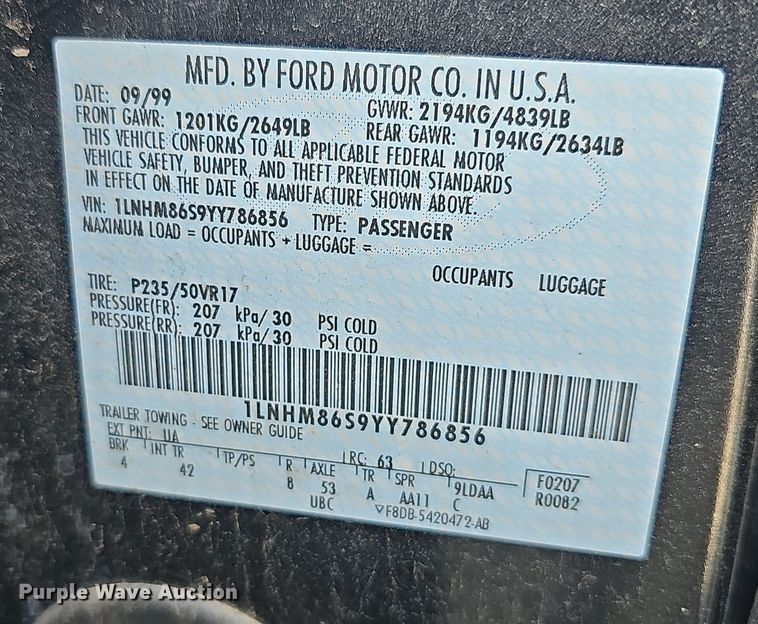 MFD. BY FORD MOTOR CO. IN U.S.A.
DATE: 09/99 GVWR: 2194KG/4839LB
FRONT GAWR: 1201KG/2649LB REAR GAWR: 1194KG/2634LB
THIS VEHICLE CONFORMS TO ALL APPLICABLE FEDERAL MOTOR
VEHICLE SAFETY, BUMPER, AND THEFT PREVENTION STANDARDS
IN EFFECT ON THE DATE OF MANUFACTURE SHOWN ABOVE.
VIN: 1LNHM86S9YY786856 TYPE: PASSENGER
MAXIMUM LOAD = OCCUPANTS + LUGGAGE =
OCCUPANTS LUGGAGE
TIRE: P235/50VR17
PRESSURE(FR): 207 kPa/30 PSI COLD
PRESSURE(RR): 207 kPa/30 PSI COLD
1LNHM86S9YY786856
TRAILER TOWING - SEE OWNER GUIDE
EXT PNT: UA RC: 63 DSO:
BRK INT TR TP/PS R AXLE TR SPR F0207
4 42 8 53 A AA11 C 9LDAA R0082
UBC ▽F8DB-5420472-AB
Purple Wave Auction